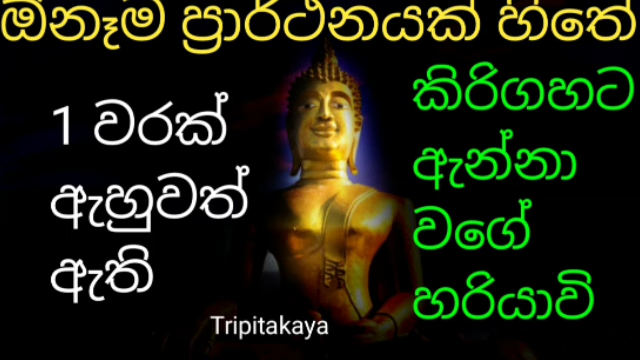 ඕනෑම ප්‍රාර්ථනයක් හිතේ
1 වරක්
ඇහුවත්
ඇති
කිරිගහට
ඇන්නා
වගේ
හරියාවි
Tripitakaya